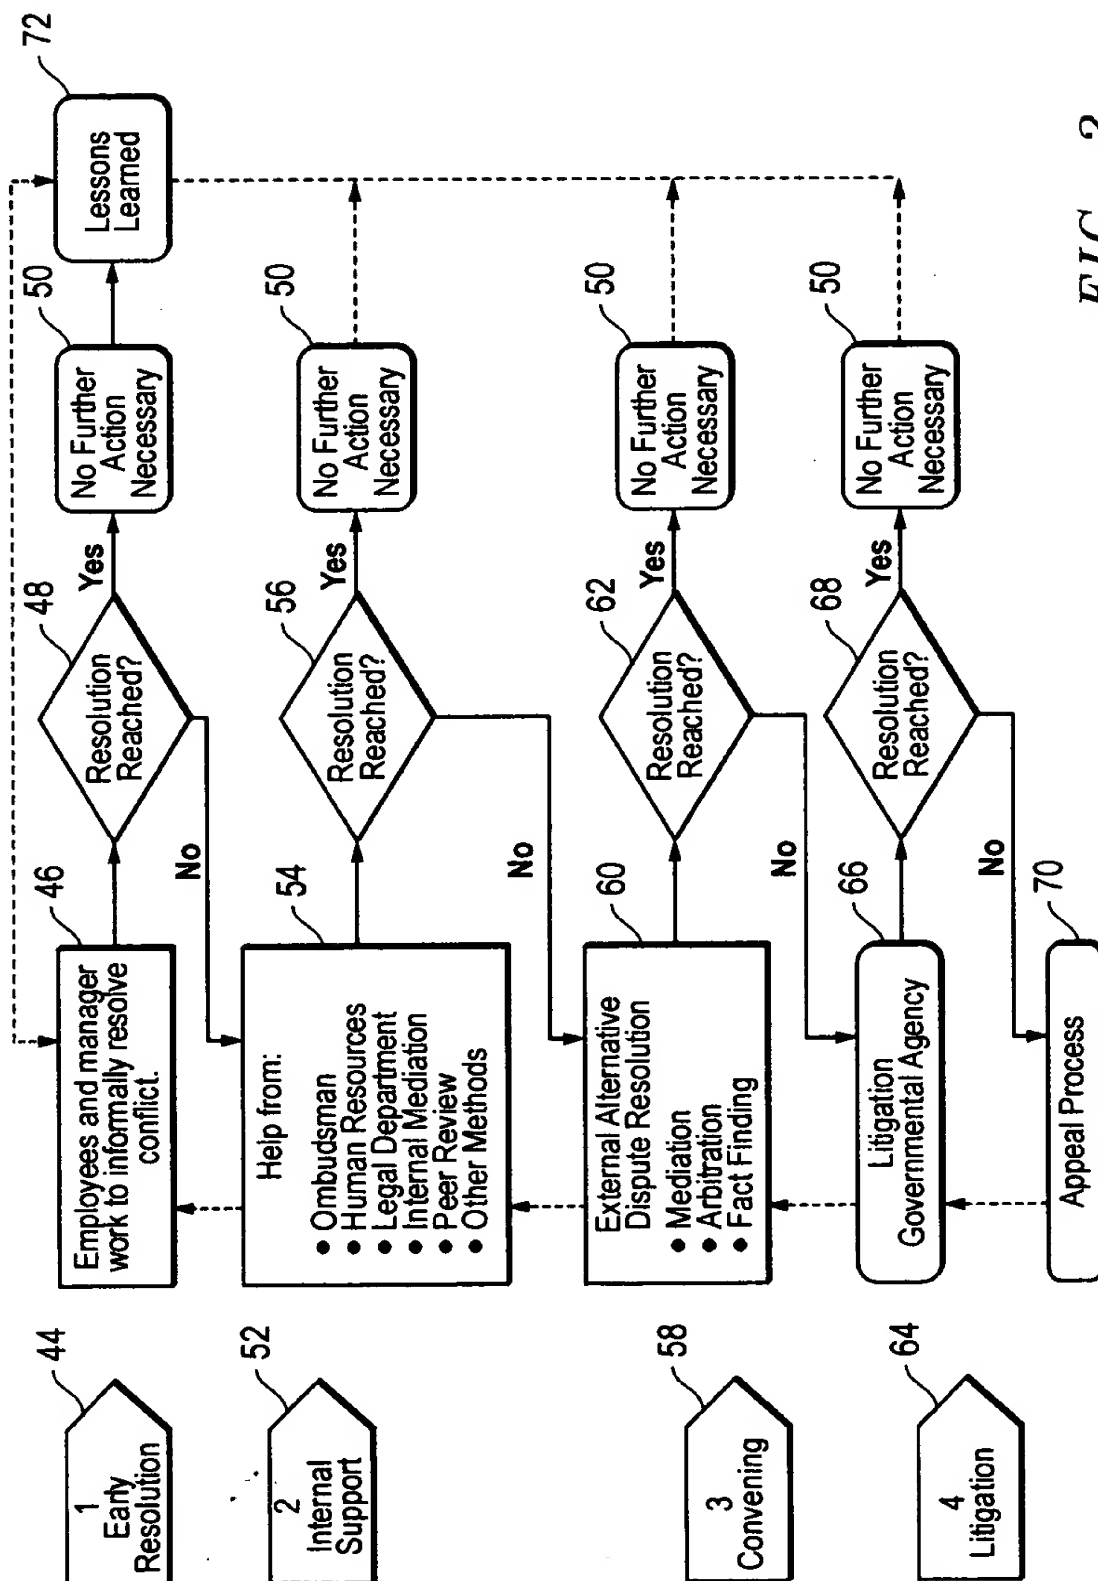 72
50
48
46
44
1
Early
Resolution
Employees and manager
work to informally resolve
conflict.
Resolution
Reached?
Yes
No Further
Action
Necessary
Lessons
Learned
No
50
56
54
52
2
Internal
Support
Help from:
• Ombudsman
• Human Resources
• Legal Department
• Internal Mediation
• Peer Review
• Other Methods
Resolution
Reached?
Yes
No Further
Action
Necessary
No
50
62
60
58
3
Convening
External Alternative
Dispute Resolution
• Mediation
• Arbitration
• Fact Finding
Resolution
Reached?
Yes
No Further
Action
Necessary
No
50
68
66
64
4
Litigation
Litigation
Governmental Agency
Resolution
Reached?
Yes
No Further
Action
Necessary
No
70
Appeal Process